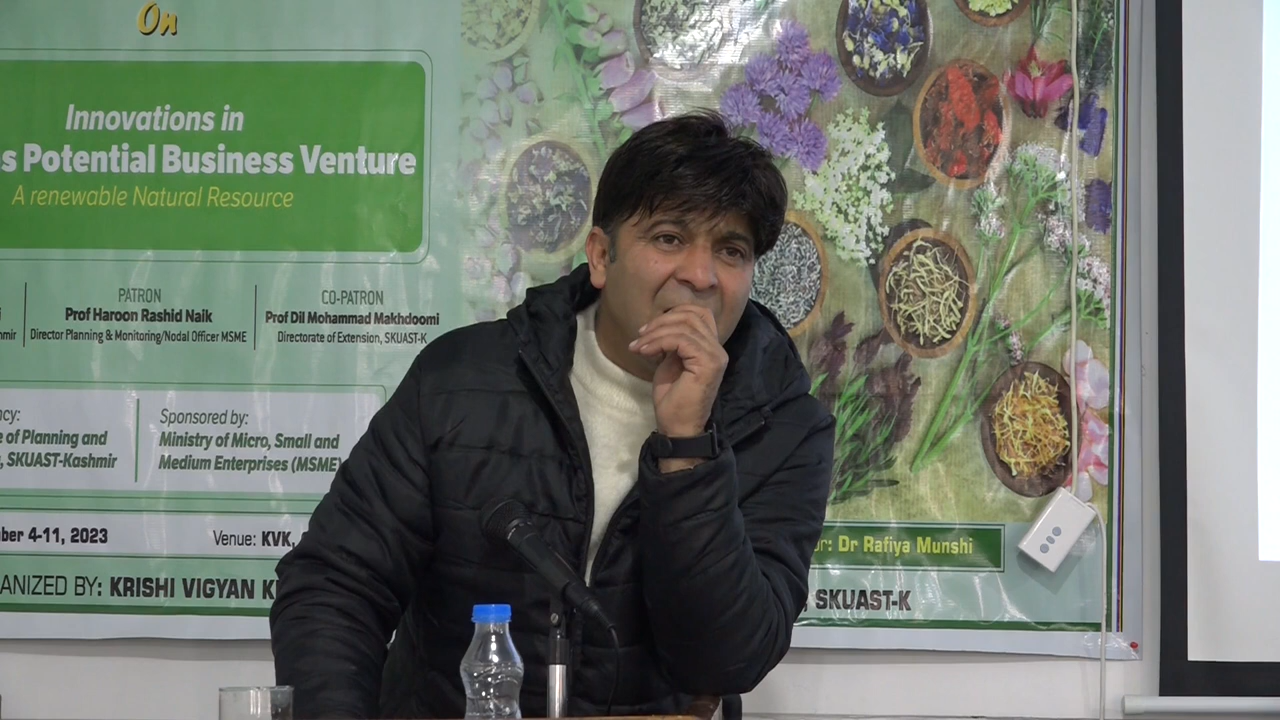 On
Innovations in
s Potential Business Venture
A renewable Natural Resource
PATRON
Prof Haroon Rashid Naik
Director Planning & Monitoring/Nodal Officer MSME
CO-PATRON
Prof Dil Mohammad Makhdoomi
Directorate of Extension, SKUAST-K
mir
ncy:
e of Planning and
, SKUAST-Kashmir
Sponsored by:
Ministry of Micro, Small and
Medium Enterprises (MSME)
ber 4-11, 2023
Venue: KVK,
r: Dr Rafiya Munshi
ANIZED BY: KRISHI VIGYAN K
, SKUAST-K